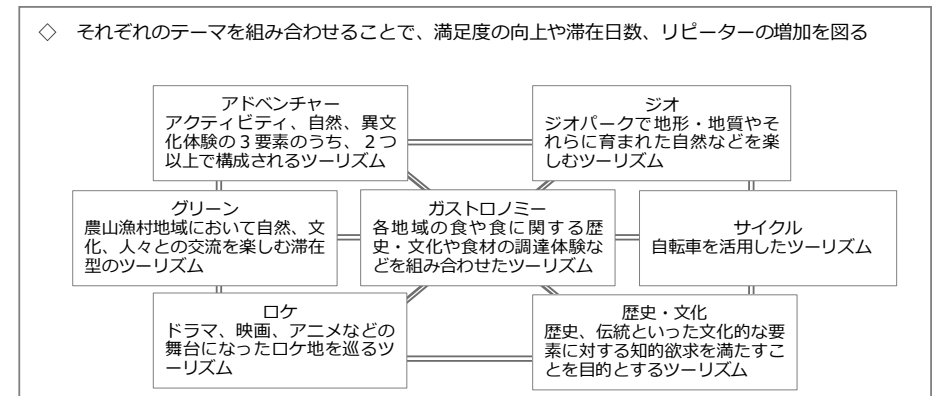 ◇　それぞれのテーマを組み合わせることで、満足度の向上や滞在日数、リピーターの増加を図る
アドベンチャー
アクティビティ、自然、異文
化体験の３要素のうち、２つ
以上で構成されるツーリズム
ジオ
ジオパークで地形・地質やそ
れらに育まれた自然などを楽
しむツーリズム
グリーン
農山漁村地域において自然、文
化、人々との交流を楽しむ滞在
型のツーリズム
ガストロノミー
各地域の食や食に関する歴
史・文化や食材の調達体験な
どを組み合わせたツーリズム
サイクル
自転車を活用したツーリズム
ロケ
ドラマ、映画、アニメなどの
舞台になったロケ地を巡るツ
ーリズム
歴史・文化
歴史、伝統といった文化的な要
素に対する知的欲求を満たすこ
とを目的とするツーリズム